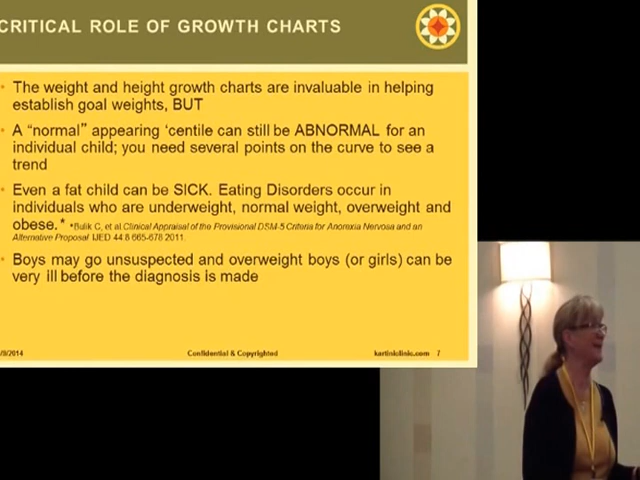 CRITICAL ROLE OF GROWTH CHARTS
• The weight and height growth charts are invaluable in helping
establish goal weights, BUT
• A “normal” appearing ‘centile can still be ABNORMAL for an
individual child; you need several points on the curve to see a
trend
• Even a fat child can be SICK. Eating Disorders occur in
individuals who are underweight, normal weight, overweight and
obese.* *Bulik C, et al.Clinical Appraisal of the Provisional DSM-5 Criteria for Anorexia Nervosa and an
Alternative Proposal IJED 44:8 665-678 2011.
• Boys may go unsuspected and overweight boys (or girls) can be
very ill before the diagnosis is made
/9/2014 Confidential & Copyrighted kartiniclinic.com 7